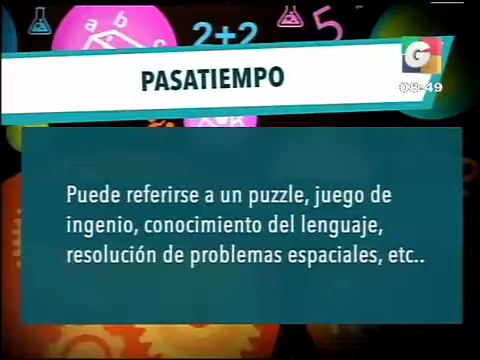 a b
2+2
5
PASATIEMPO
G
08:49
Puede referirse a un puzzle, juego de
ingenio, conocimiento del lenguaje,
resolución de problemas espaciales, etc..